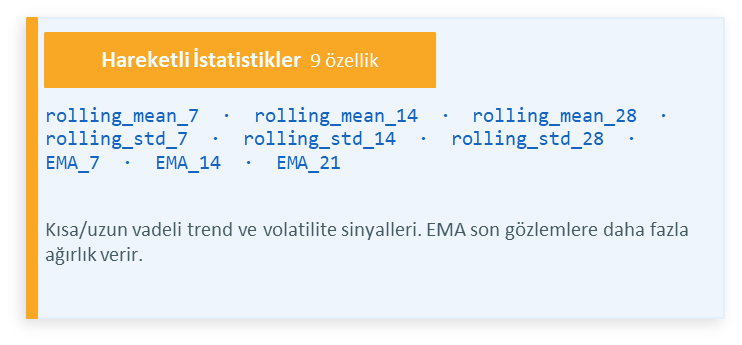 Hareketli İstatistikler 9 özellik
rolling_mean_7 · rolling_mean_14 · rolling_mean_28 ·
rolling_std_7 · rolling_std_14 · rolling_std_28 ·
EMA_7 · EMA_14 · EMA_21
Kısa/uzun vadeli trend ve volatilite sinyalleri. EMA son gözlemlere daha fazla
ağırlık verir.